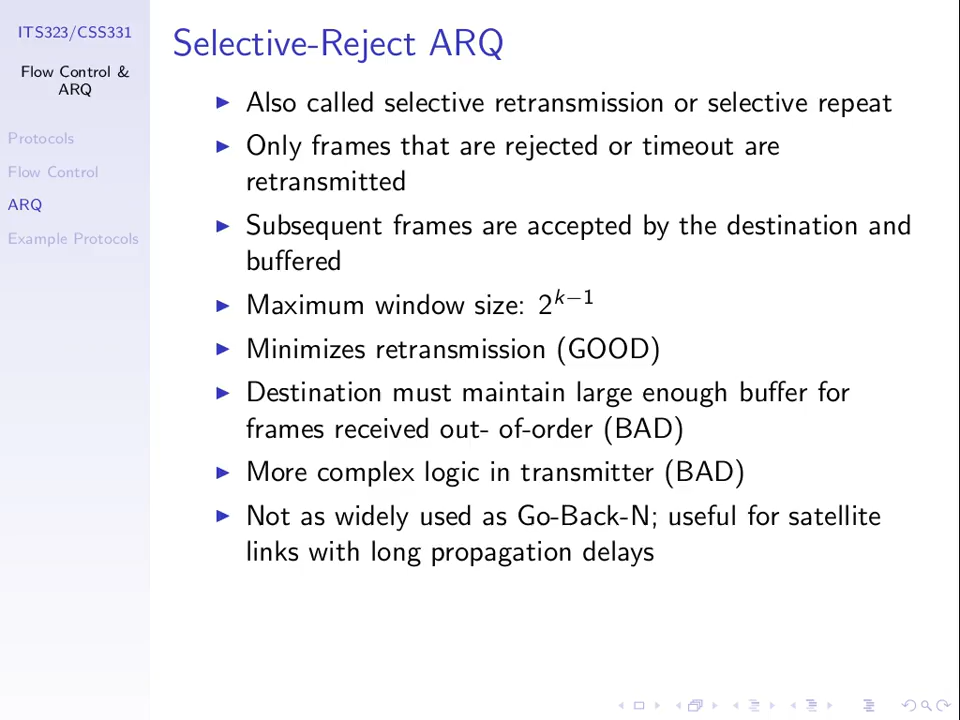 ITS323/CSS331
Flow Control &
ARQ
Protocols
Flow Control
ARQ
Example Protocols
Selective-Reject ARQ
Also called selective retransmission or selective repeat
Only frames that are rejected or timeout are
retransmitted
Subsequent frames are accepted by the destination and
buffered
Maximum window size: 2^{k−1}
Minimizes retransmission (GOOD)
Destination must maintain large enough buffer for
frames received out- of-order (BAD)
More complex logic in transmitter (BAD)
Not as widely used as Go-Back-N; useful for satellite
links with long propagation delays